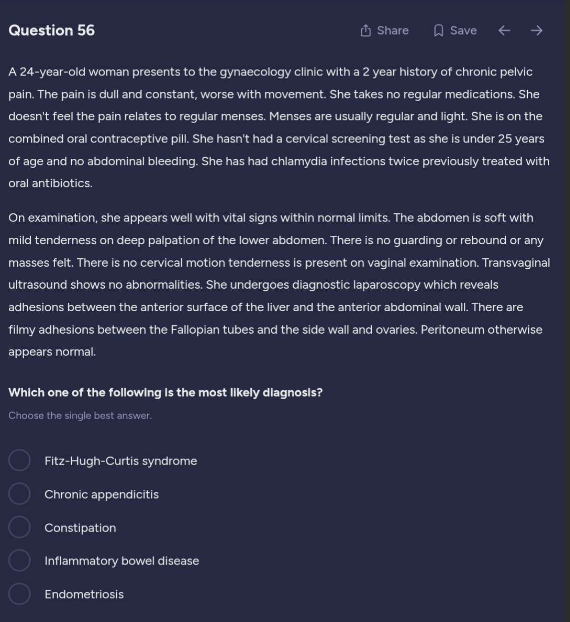 Question 56
Share
Save
A 24-year-old woman presents to the gynaecology clinic with a 2 year history of chronic pelvic
pain. The pain is dull and constant, worse with movement. She takes no regular medications. She
doesn't feel the pain relates to regular menses. Menses are usually regular and light. She is on the
combined oral contraceptive pill. She hasn't had a cervical screening test as she is under 25 years
of age and no abdominal bleeding. She has had chlamydia infections twice previously treated with
oral antibiotics.
On examination, she appears well with vital signs within normal limits. The abdomen is soft with
mild tenderness on deep palpation of the lower abdomen. There is no guarding or rebound or any
masses felt. There is no cervical motion tenderness is present on vaginal examination. Transvaginal
ultrasound shows no abnormalities. She undergoes diagnostic laparoscopy which reveals
adhesions between the anterior surface of the liver and the anterior abdominal wall. There are
filmy adhesions between the Fallopian tubes and the side wall and ovaries. Peritoneum otherwise
appears normal.
Which one of the following is the most likely diagnosis?
Choose the single best answer.
Fitz-Hugh-Curtis syndrome
Chronic appendicitis
Constipation
Inflammatory bowel disease
Endometriosis